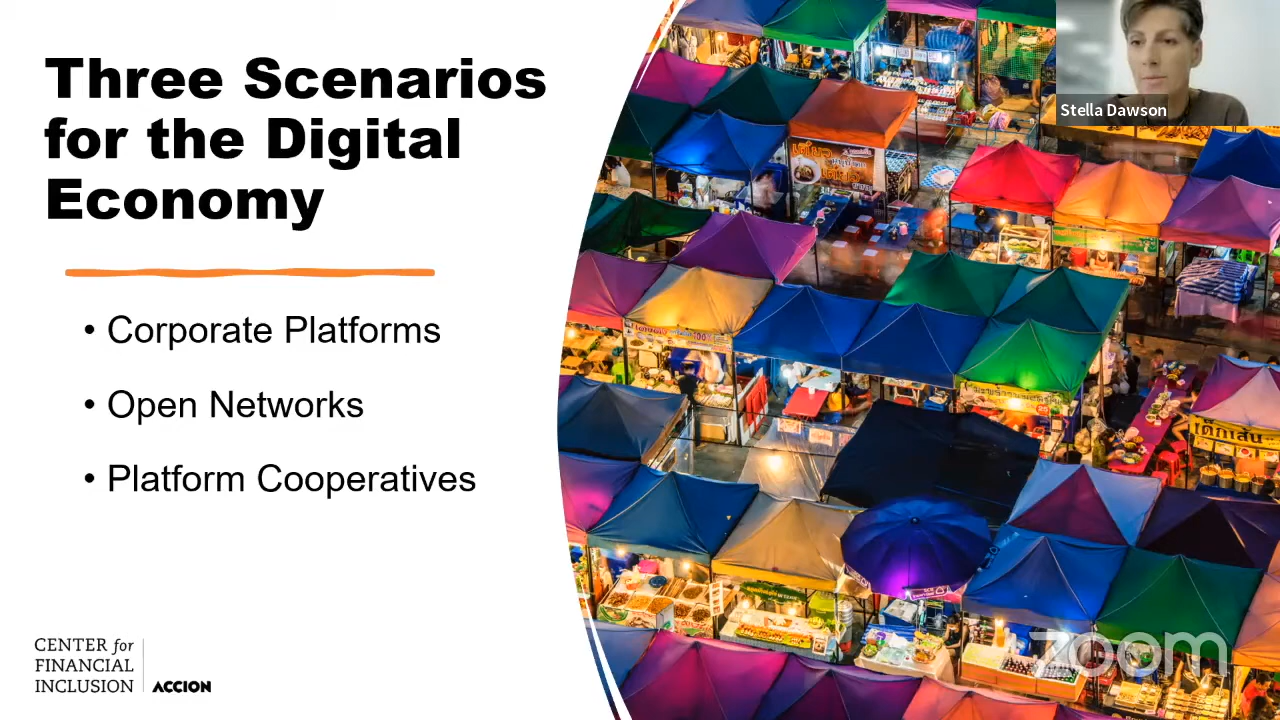 Three Scenarios
for the Digital
Economy
• Corporate Platforms
• Open Networks
• Platform Cooperatives
CENTER for
FINANCIAL
INCLUSION
ACCION
Stella Dawson
zoom